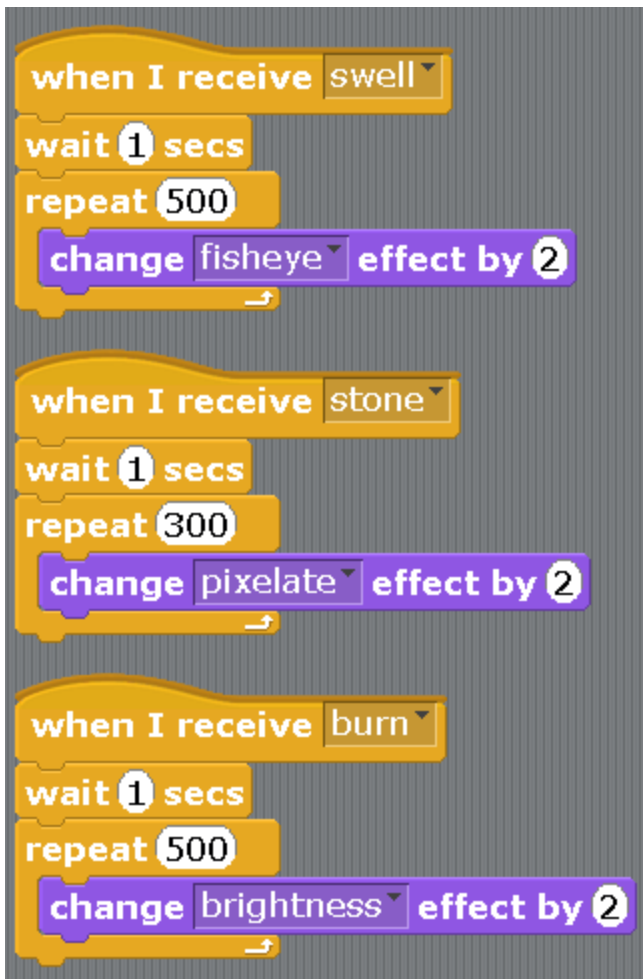 when I receive swell
wait 1 secs
repeat 500
change fisheye effect by 2
when I receive stone
wait 1 secs
repeat 300
change pixelate effect by 2
when I receive burn
wait 1 secs
repeat 500
change brightness effect by 2